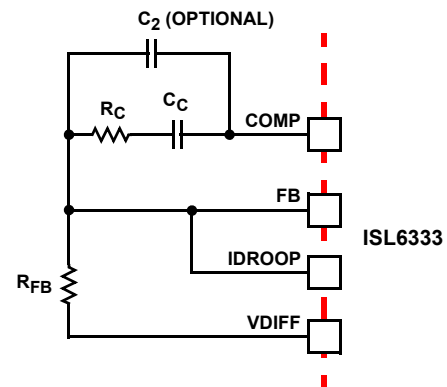 C2 (OPTIONAL)
RC
CC
COMP
FB
ISL6333
IDROOP
RFB
VDIFF